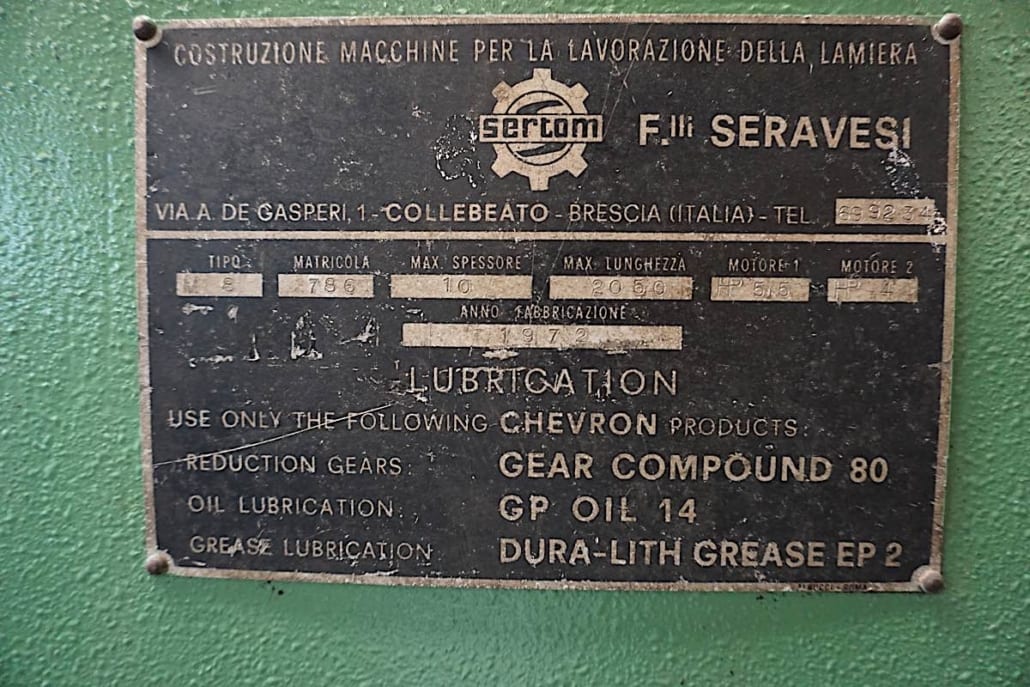 COSTRUZIONE MACCHINE PER LA LAVORAZIONE DELLA LAMIERA
sertom F.lli SERAVESI
VIA A. DE GASPERI, 1 - COLLEBEATO - BRESCIA (ITALIA) - TEL. 699234
TIPO MATRICOLA MAX SPESSORE MAX LUNGHEZZA MOTORE 1 MOTORE 2
8 786 10 2050 HP 5,5 HP 4
ANNO FABBRICAZIONE
1972
LUBRICATION
USE ONLY THE FOLLOWING CHEVRON PRODUCTS:
REDUCTION GEARS: GEAR COMPOUND 80
OIL LUBRICATION: GP OIL 14
GREASE LUBRICATION: DURA-LITH GREASE EP 2